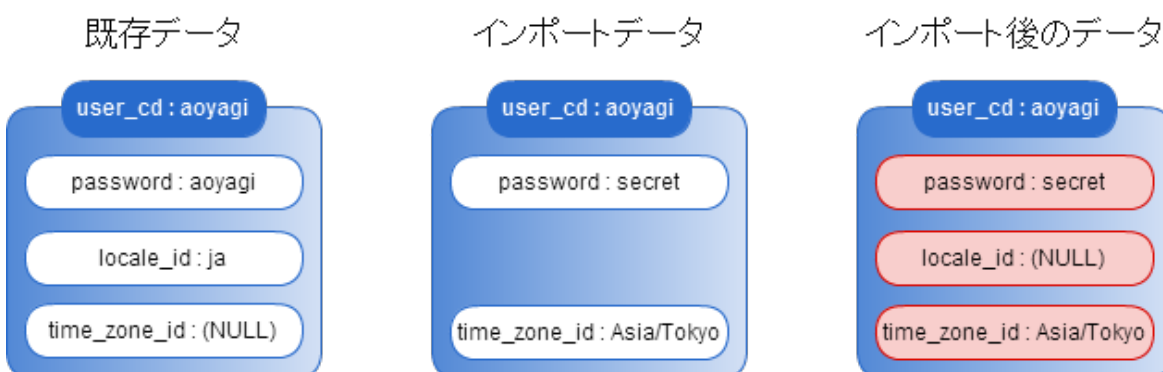 既存データ
インポートデータ
インポート後のデータ
user_cd : aoyagi
password : aoyagi
locale_id : ja
time_zone_id : (NULL)
user_cd : aoyagi
password : secret
time_zone_id : Asia/Tokyo
user_cd : aoyagi
password : secret
locale_id : (NULL)
time_zone_id : Asia/Tokyo